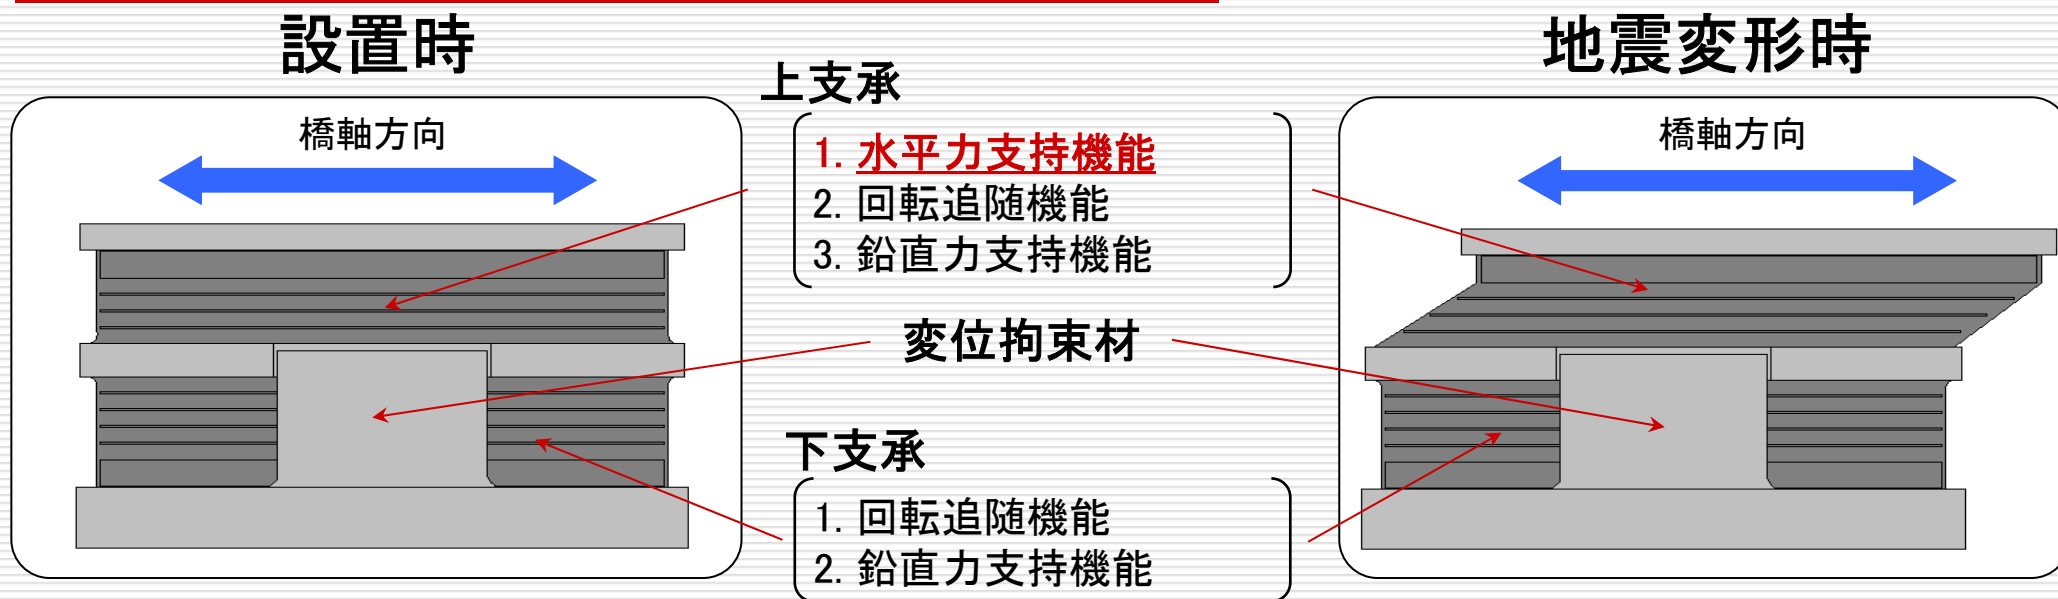 設置時
橋軸方向
上支承
1. 水平力支持機能
2. 回転追随機能
3. 鉛直力支持機能
変位拘束材
下支承
1. 回転追随機能
2. 鉛直力支持機能
地震変形時
橋軸方向